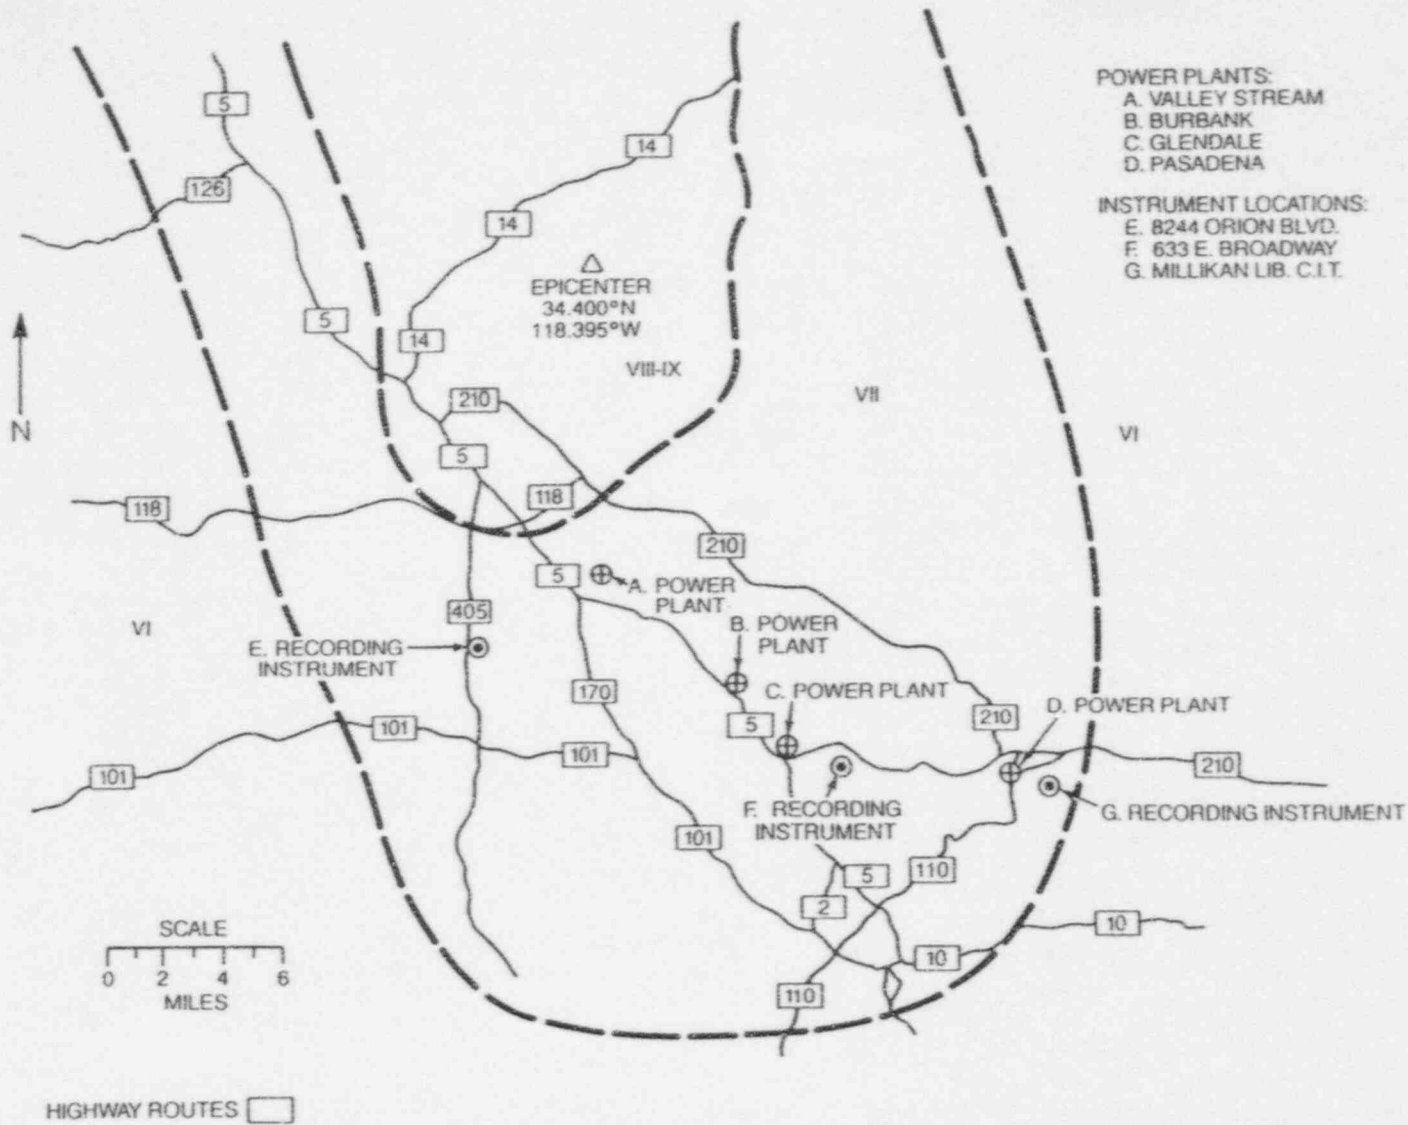 POWER PLANTS:
A. VALLEY STREAM
B. BURBANK
C. GLENDALE
D. PASADENA
INSTRUMENT LOCATIONS:
E. 8244 ORION BLVD.
F. 633 E. BROADWAY
G. MILLIKAN LIB. C.I.T.
5
14
126
14
EPICENTER
34.400°N
118.395°W
5
14
VIII-IX
VII
N
210
VI
5
118
118
210
5
A. POWER
PLANT
405
VI
B. POWER
PLANT
E. RECORDING
INSTRUMENT
170
C. POWER PLANT
D. POWER PLANT
5
210
101
101
101
210
F. RECORDING
INSTRUMENT
G. RECORDING INSTRUMENT
101
5
110
2
10
10
110
SCALE
0 2 4 6
MILES
HIGHWAY ROUTES